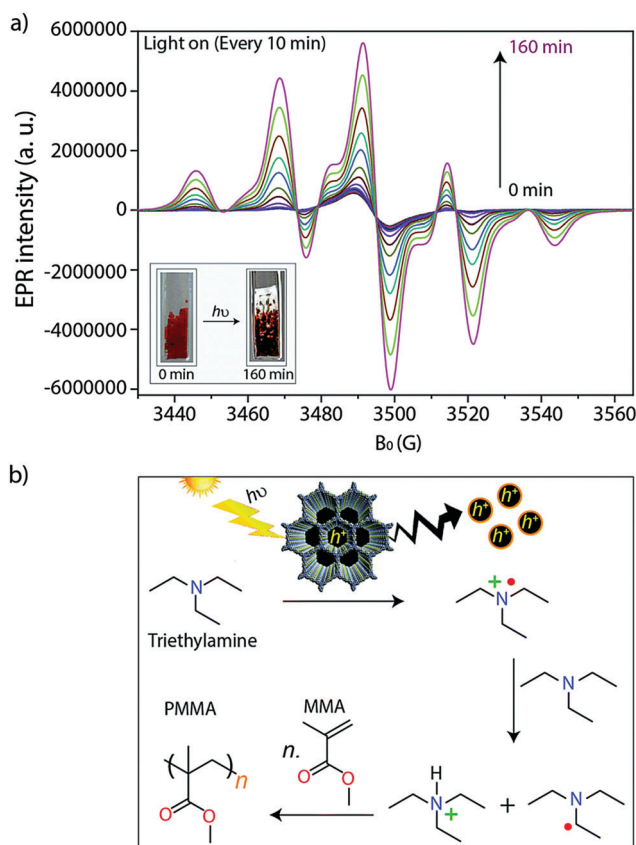 a)
Light on (Every 10 min)
160 min
0 min
EPR intensity (a. u.)
6000000
4000000
2000000
0
-2000000
-4000000
-6000000
hυ
0 min
160 min
3440
3460
3480
3500
3520
3540
3560
B₀ (G)
b)
hυ
h⁺
h⁺
h⁺
h⁺
h⁺
N
Triethylamine
+
N
N
PMMA
MMA
n.
O
O
n
O
O
H
N
+
+
N